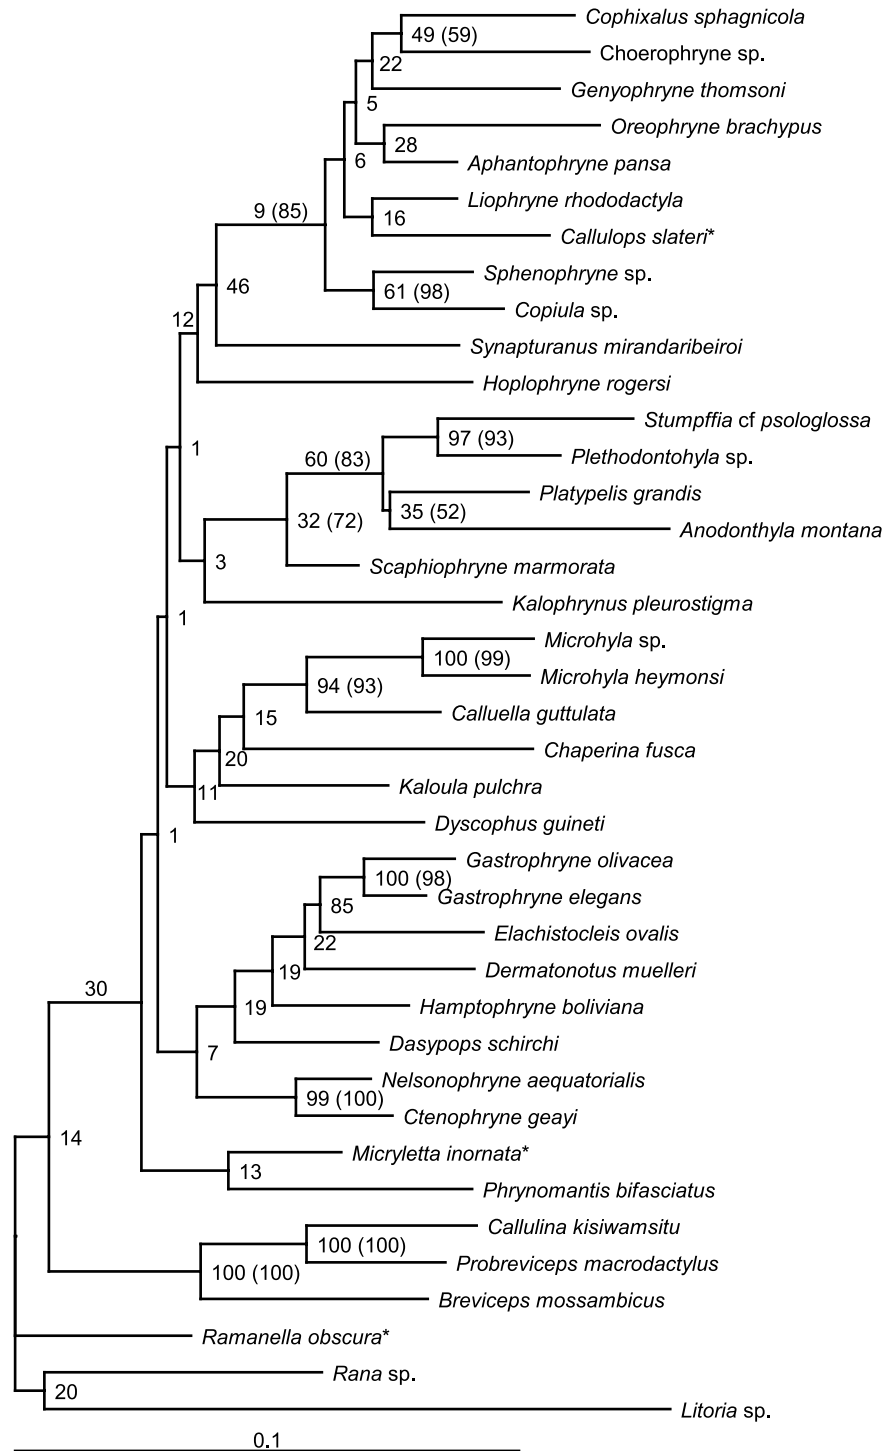 Cophixalus sphagnicola
49 (59)
Choerophryne sp.
22
Genyophryne thomsoni
5
Oreophryne brachypus
28
6
Aphantophryne pansa
Liophryne rhododactyla
9 (85)
16
Callulops slateri*
Sphenophryne sp.
46
61 (98)
Copiula sp.
12
Synapturanus mirandaribeiroi
Hoplophryne rogersi
Stumpffia cf psologlossa
97 (93)
1
60 (83)
Plethodontohyla sp.
Platypelis grandis
35 (52)
32 (72)
Anodonthyla montana
3
Scaphiophryne marmorata
Kalophrynus pleurostigma
1
Microhyla sp.
100 (99)
Microhyla heymonsi
94 (93)
Calluella guttulata
15
Chaperina fusca
20
Kaloula pulchra
11
Dyscophus guineti
1
Gastrophryne olivacea
100 (98)
Gastrophryne elegans
85
Elachistocleis ovalis
22
Dermatonotus muelleri
19
30
Hamptophryne boliviana
19
Dasypops schirchi
7
Nelsonophryne aequatorialis
99 (100)
Ctenophryne geayi
14
Micryletta inornata*
13
Phrynomantis bifasciatus
Callulina kisiwamsitu
100 (100)
Probreviceps macrodactylus
100 (100)
Breviceps mossambicus
Ramanella obscura*
Rana sp.
20
Litoria sp.
0.1